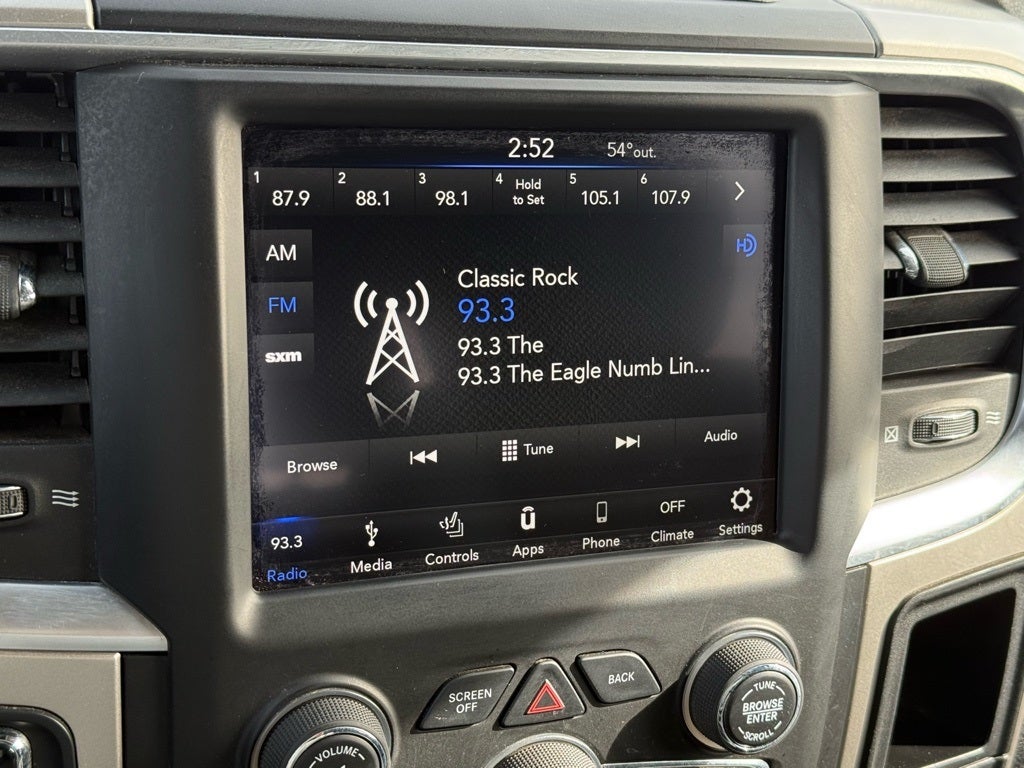 2:52 54°out.
1 87.9 2 88.1 3 98.1 4 Hold to Set 5 105.1 6 107.9
AM
HD
Classic Rock
FM
93.3
93.3 The
sxm
93.3 The Eagle Numb Lin...
Browse Tune Audio
93.3 OFF
Radio Media Controls Apps Phone Climate Settings
SCREEN
OFF
BACK
TUNE
BROWSE
ENTER
SCROLL
VOLUME